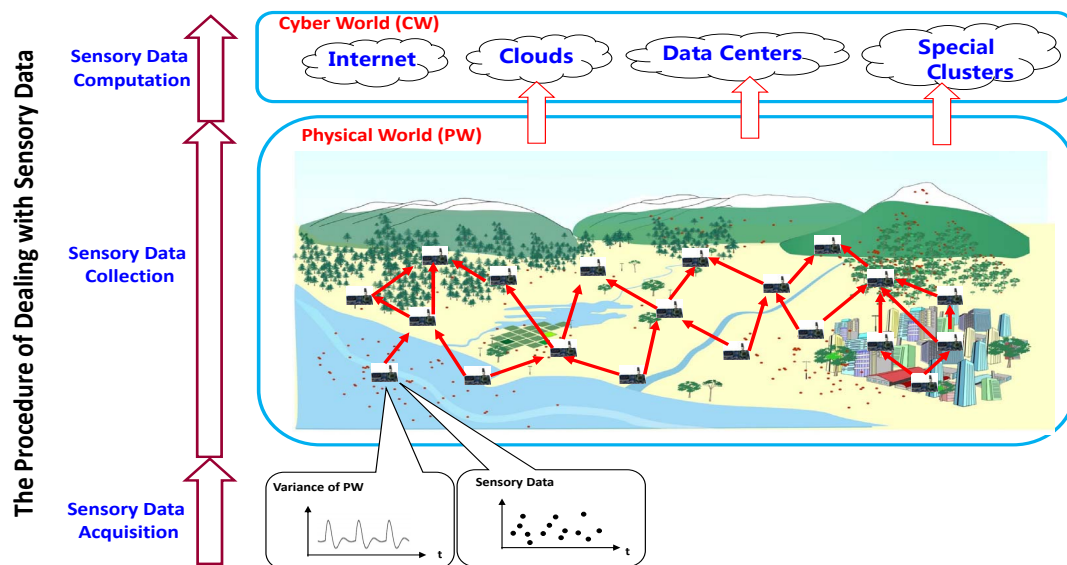 The Procedure of Dealing with Sensory Data
Sensory Data
Computation
Sensory Data
Collection
Sensory Data
Acquisition
Cyber World (CW)
Internet
Clouds
Data Centers
Special
Clusters
Physical World (PW)
Variance of PW
t
Sensory Data
t